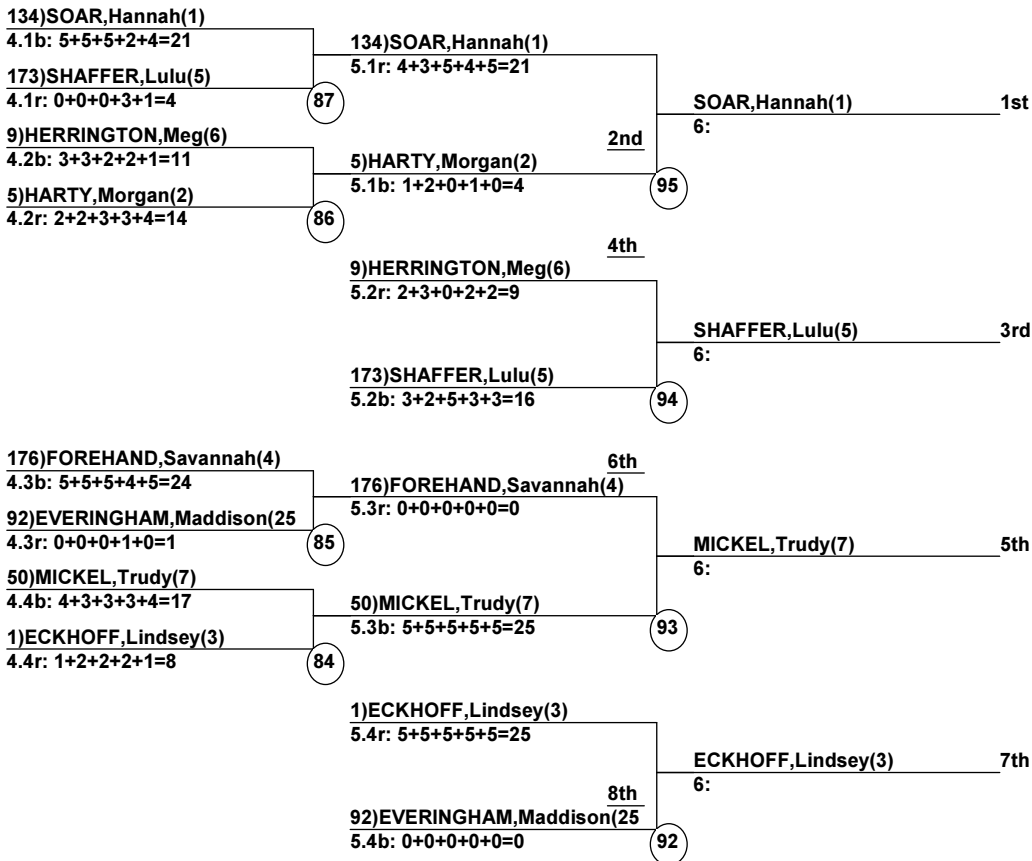 134)SOAR,Hannah(1)
4.1b: 5+5+5+2+4=21
173)SHAFFER,Lulu(5)
4.1r: 0+0+0+3+1=4
87
9)HERRINGTON,Meg(6)
4.2b: 3+3+2+2+1=11
5)HARTY,Morgan(2)
4.2r: 2+2+3+3+4=14
86
134)SOAR,Hannah(1)
5.1r: 4+3+5+4+5=21
2nd
5)HARTY,Morgan(2)
5.1b: 1+2+0+1+0=4
95
SOAR,Hannah(1) 1st
6:
4th
9)HERRINGTON,Meg(6)
5.2r: 2+3+0+2+2=9
173)SHAFFER,Lulu(5)
5.2b: 3+2+5+3+3=16
94
SHAFFER,Lulu(5) 3rd
6:
176)FOREHAND,Savannah(4)
4.3b: 5+5+5+4+5=24
92)EVERINGHAM,Maddison(25
4.3r: 0+0+0+1+0=1
85
50)MICKEL,Trudy(7)
4.4b: 4+3+3+3+4=17
1)ECKHOFF,Lindsey(3)
4.4r: 1+2+2+2+1=8
84
6th
176)FOREHAND,Savannah(4)
5.3r: 0+0+0+0+0=0
50)MICKEL,Trudy(7)
5.3b: 5+5+5+5+5=25
93
MICKEL,Trudy(7) 5th
6:
1)ECKHOFF,Lindsey(3)
5.4r: 5+5+5+5+5=25
8th
92)EVERINGHAM,Maddison(25
5.4b: 0+0+0+0+0=0
92
ECKHOFF,Lindsey(3) 7th
6: